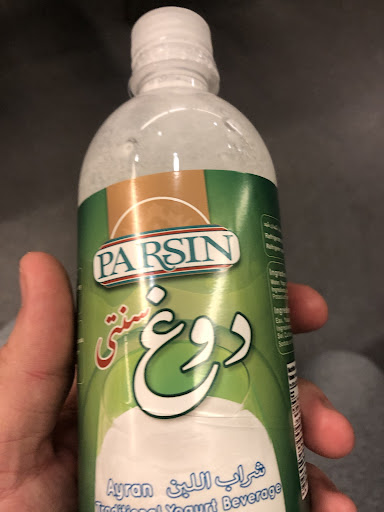 PARSIN
دوغ
سنتی
شراب اللبن
Ayran
Traditional Yogurt Beverage